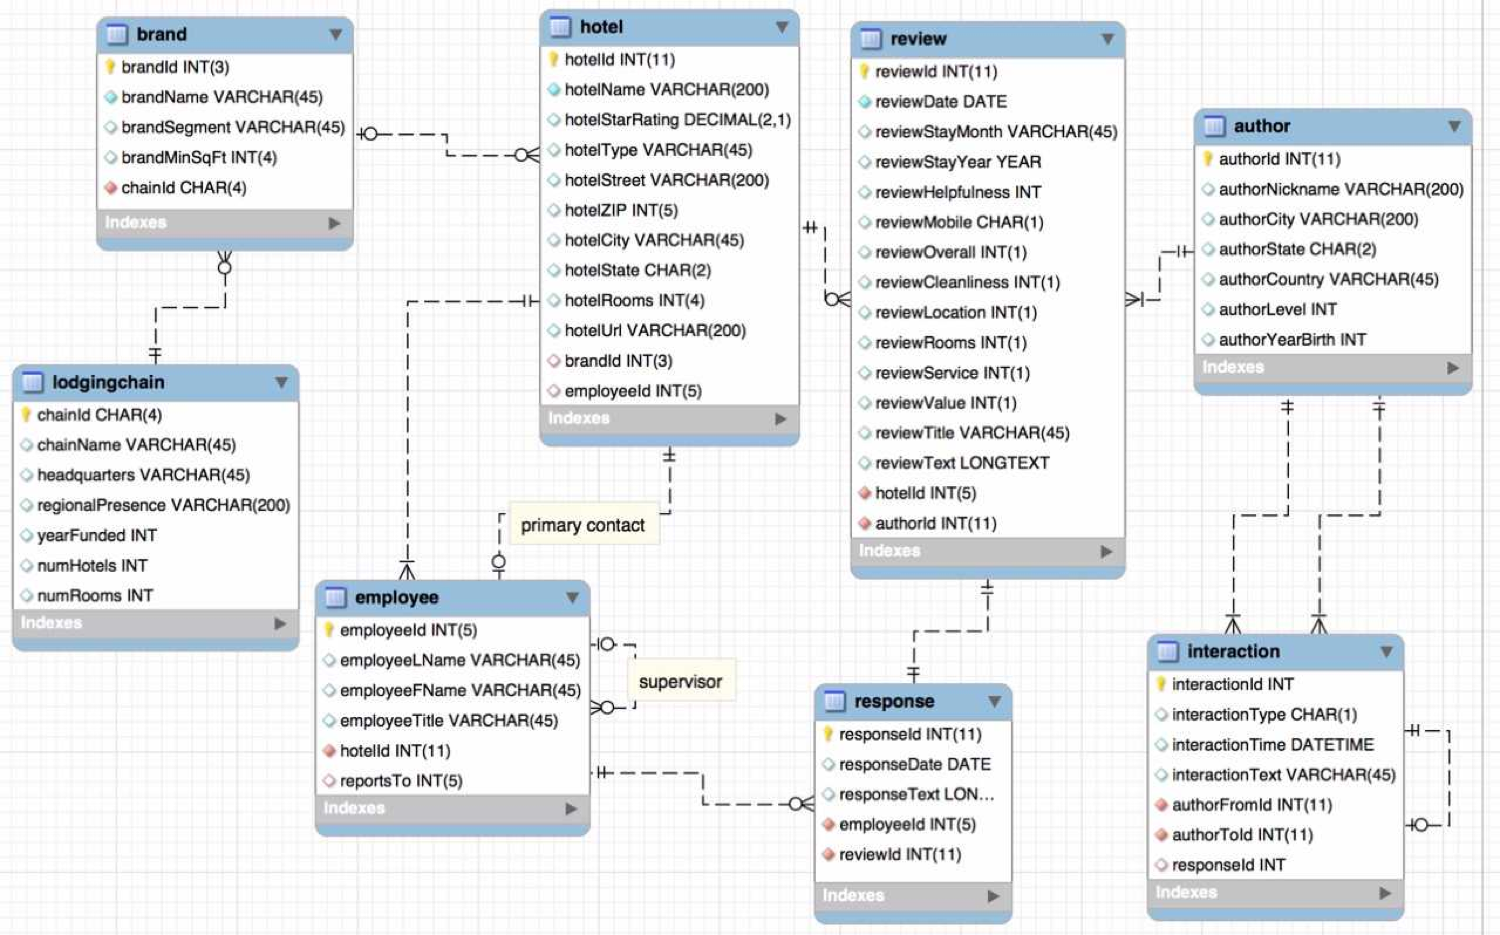 brand
brandId INT(3)
brandName VARCHAR(45)
brandSegment VARCHAR(45)
brandMinSqFt INT(4)
chainId CHAR(4)
Indexes
lodgingchain
chainId CHAR(4)
chainName VARCHAR(45)
headquarters VARCHAR(45)
regionalPresence VARCHAR(200)
yearFunded INT
numHotels INT
numRooms INT
Indexes
hotel
hotelId INT(11)
hotelName VARCHAR(200)
hotelStarRating DECIMAL(2,1)
hotelType VARCHAR(45)
hotelStreet VARCHAR(200)
hotelZIP INT(5)
hotelCity VARCHAR(45)
hotelState CHAR(2)
hotelRooms INT(4)
hotelUrl VARCHAR(200)
brandId INT(3)
employeeId INT(5)
Indexes
primary contact
employee
employeeId INT(5)
employeeLName VARCHAR(45)
employeeFName VARCHAR(45)
employeeTitle VARCHAR(45)
hotelId INT(11)
reportsTo INT(5)
Indexes
supervisor
review
reviewId INT(11)
reviewDate DATE
reviewStayMonth VARCHAR(45)
reviewStayYear YEAR
reviewHelpfulness INT
reviewMobile CHAR(1)
reviewOverall INT(1)
reviewCleanliness INT(1)
reviewLocation INT(1)
reviewRooms INT(1)
reviewService INT(1)
reviewValue INT(1)
reviewTitle VARCHAR(45)
reviewText LONGTEXT
hotelId INT(5)
authorId INT(11)
Indexes
response
responseId INT(11)
responseDate DATE
responseText LON...
employeeId INT(5)
reviewId INT(11)
Indexes
author
authorId INT(11)
authorNickname VARCHAR(200)
authorCity VARCHAR(200)
authorState CHAR(2)
authorCountry VARCHAR(45)
authorLevel INT
authorYearBirth INT
Indexes
interaction
interactionId INT
interactionType CHAR(1)
interactionTime DATETIME
interactionText VARCHAR(45)
authorFromId INT(11)
authorToId INT(11)
responseId INT
Indexes